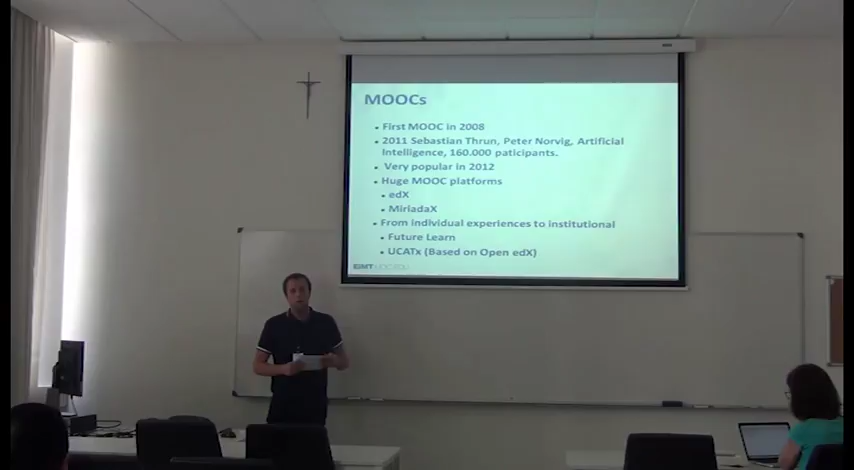 MOOCs
• First MOOC in 2008
• 2011 Sebastian Thrun, Peter Norvig, Artificial
Intelligence, 160.000 paticipants.
• Very popular in 2012
• Huge MOOC platforms
• edX
• MiriadaX
• From individual experiences to institutional
• Future Learn
• UCATx (Based on Open edX)